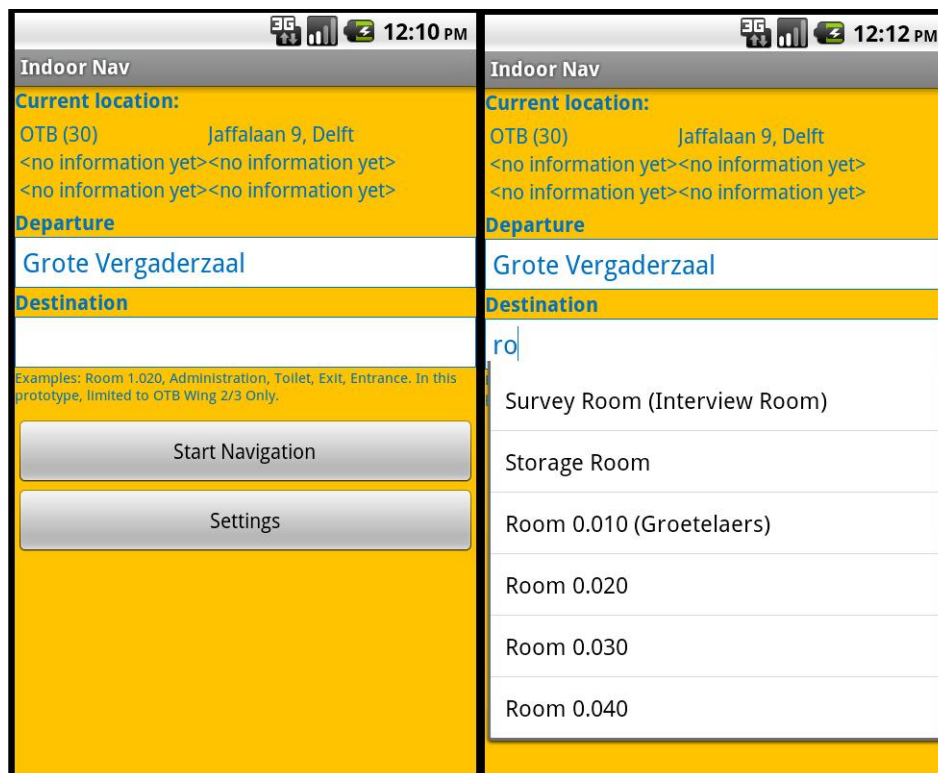 3G 12:10 PM
Indoor Nav
Current location:
OTB (30) Jaffalaan 9, Delft
<no information yet><no information yet>
<no information yet><no information yet>
Departure
Grote Vergaderzaal
Destination
Examples: Room 1.020, Administration, Toilet, Exit, Entrance. In this
prototype, limited to OTB Wing 2/3 Only.
Start Navigation
Settings
3G 12:12 PM
Indoor Nav
Current location:
OTB (30) Jaffalaan 9, Delft
<no information yet><no information yet>
<no information yet><no information yet>
Departure
Grote Vergaderzaal
Destination
ro
Survey Room (Interview Room)
Storage Room
Room 0.010 (Groetelaers)
Room 0.020
Room 0.030
Room 0.040